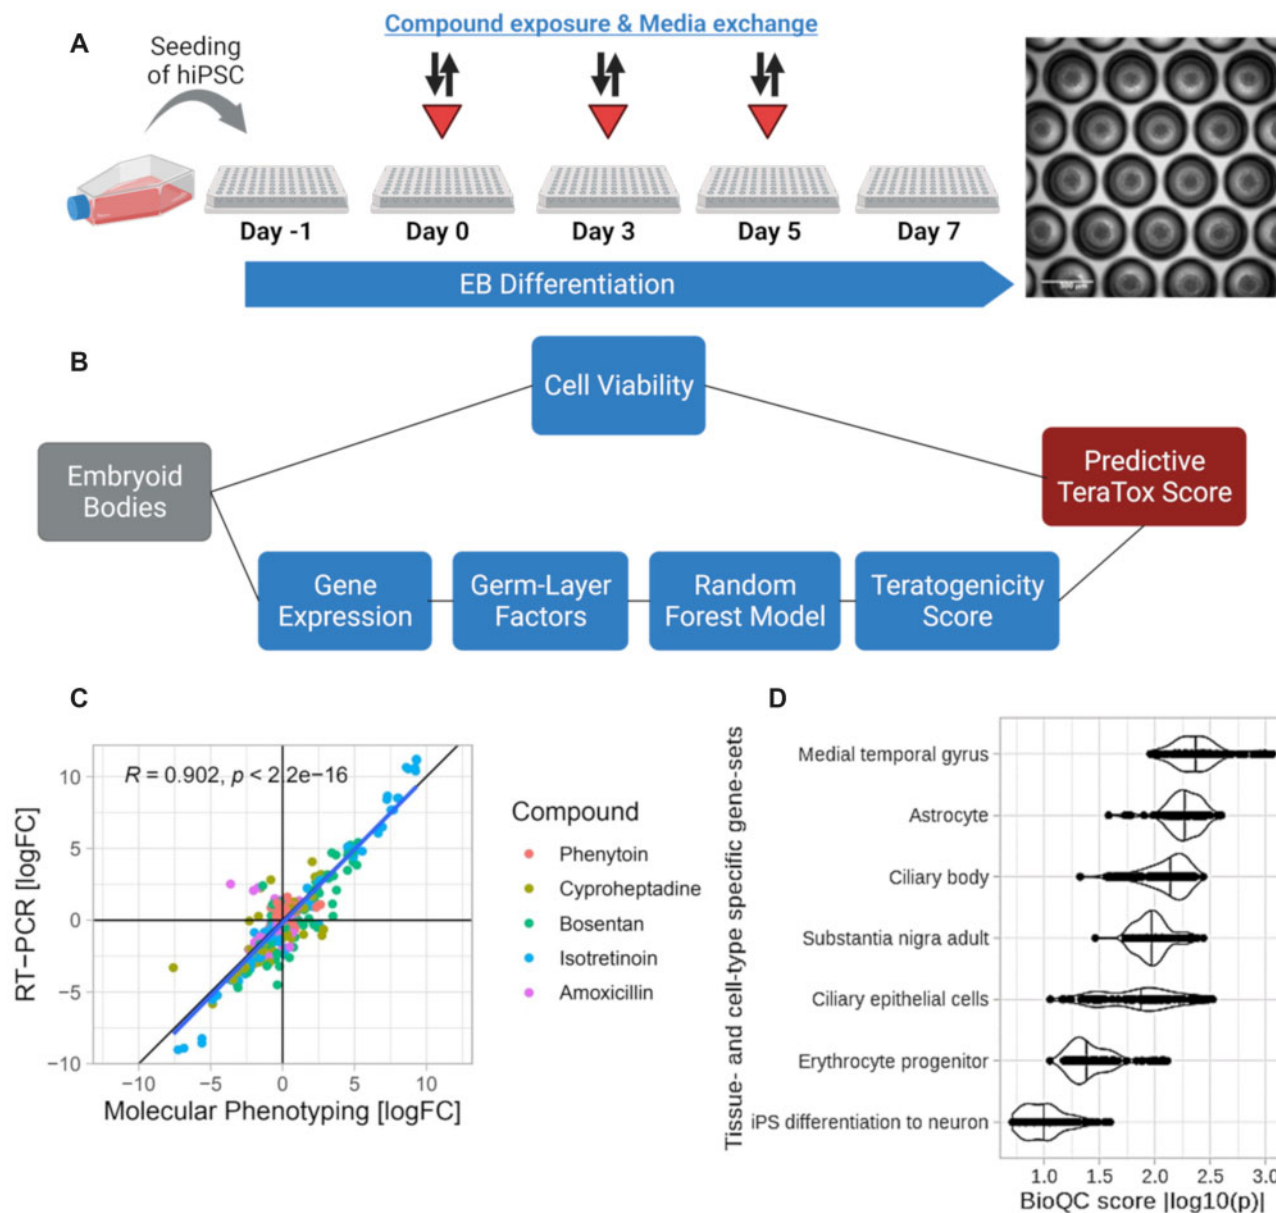 A
Seeding
of hiPSC
Compound exposure & Media exchange
Day -1
Day 0
Day 3
Day 5
Day 7
EB Differentiation
B
Cell Viability
Embryoid
Bodies
Predictive
TeraTox Score
Gene
Expression
Germ-Layer
Factors
Random
Forest Model
Teratogenicity
Score
C
R = 0.902, p < 2.2e−16
RT−PCR [logFC]
10
5
0
−5
−10
−10
−5
0
5
10
Molecular Phenotyping [logFC]
Compound
Phenytoin
Cyproheptadine
Bosentan
Isotretinoin
Amoxicillin
D
Tissue- and cell-type specific gene-sets
Medial temporal gyrus
Astrocyte
Ciliary body
Substantia nigra adult
Ciliary epithelial cells
Erythrocyte progenitor
iPS differentiation to neuron
1.0
1.5
2.0
2.5
3.0
BioQC score |log10(p)|